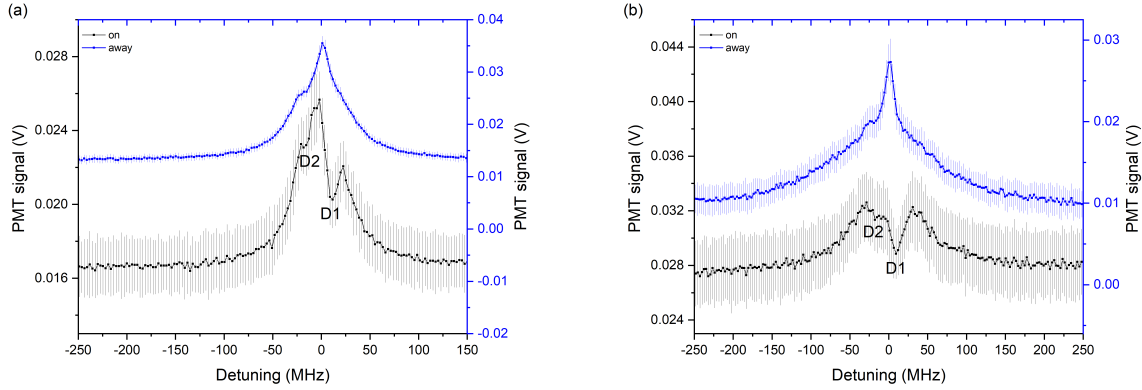 (a)
on
away
PMT signal (V)
0.028
0.024
0.020
0.016
0.04
0.03
0.02
0.01
0.00
-0.01
-0.02
PMT signal (V)
D2
D1
-250 -200 -150 -100 -50 0 50 100 150
Detuning (MHz)
(b)
on
away
PMT signal (V)
0.044
0.040
0.036
0.032
0.028
0.024
0.03
0.02
0.01
0.00
PMT signal (V)
D2
D1
-250 -200 -150 -100 -50 0 50 100 150 200 250
Detuning (MHz)